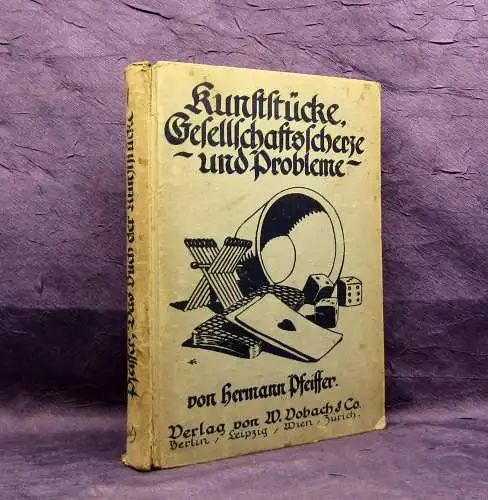 Kunststücke,
Gesellschaftsscherze
- und Probleme -
von Hermann Pfeiffer.
Verlag von W. Vobach & Co.
Berlin / Leipzig / Wien / Zürich.
Pfeiffer: Das Buch der Kunststücke